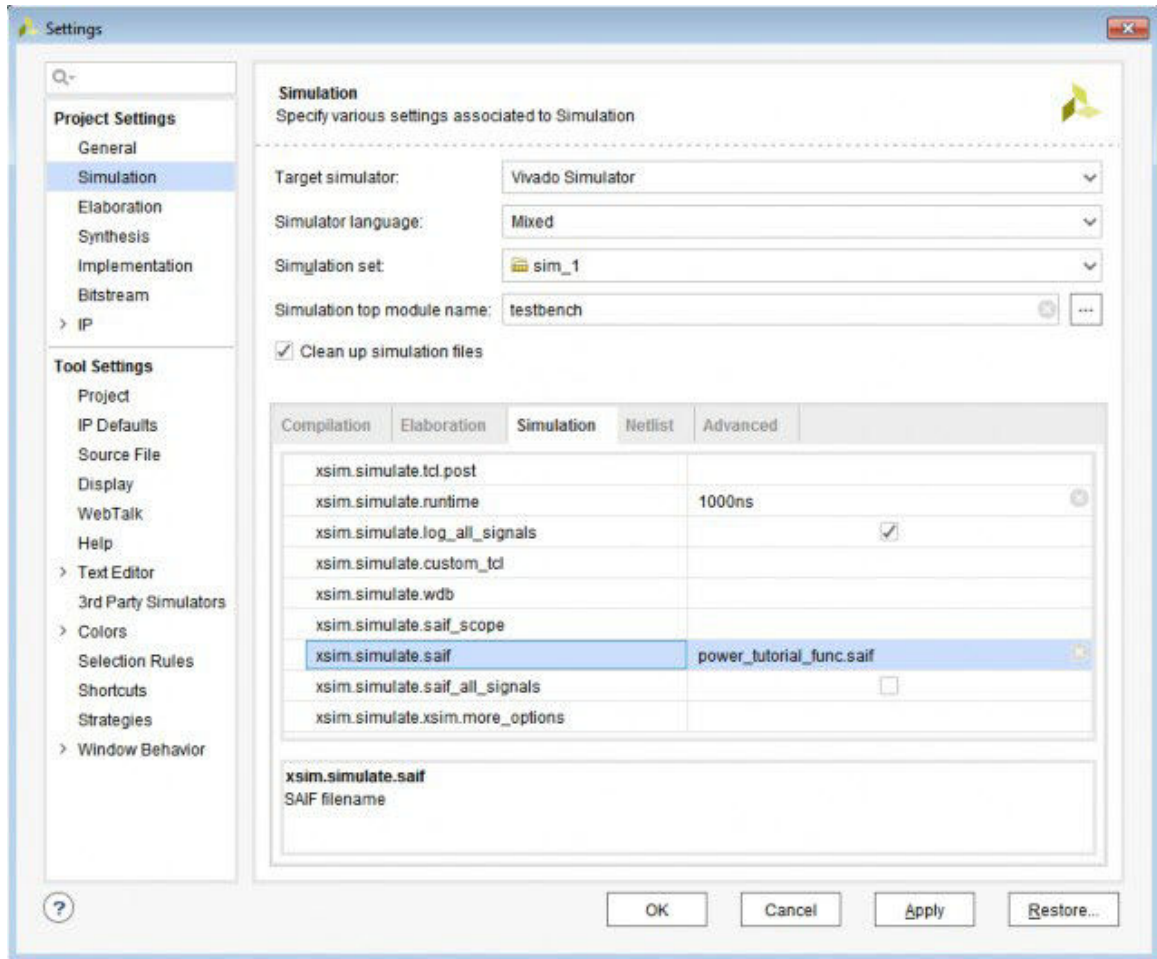 Settings
Project Settings
General
Simulation
Elaboration
Synthesis
Implementation
Bitstream
> IP
Tool Settings
Project
IP Defaults
Source File
Display
WebTalk
Help
> Text Editor
3rd Party Simulators
> Colors
Selection Rules
Shortcuts
Strategies
> Window Behavior
Simulation
Specify various settings associated to Simulation
Target simulator: Vivado Simulator
Simulator language: Mixed
Simulation set: sim_1
Simulation top module name: testbench ...
Clean up simulation files
Compilation Elaboration Simulation Netlist Advanced
xsim.simulate.tcl.post
xsim.simulate.runtime 1000ns
xsim.simulate.log_all_signals
xsim.simulate.custom_tcl
xsim.simulate.wdb
xsim.simulate.saif_scope
xsim.simulate.saif power_tutorial_func.saif
xsim.simulate.saif_all_signals
xsim.simulate.xsim.more_options
xsim.simulate.saif
SAIF filename
? OK Cancel Apply Restore...